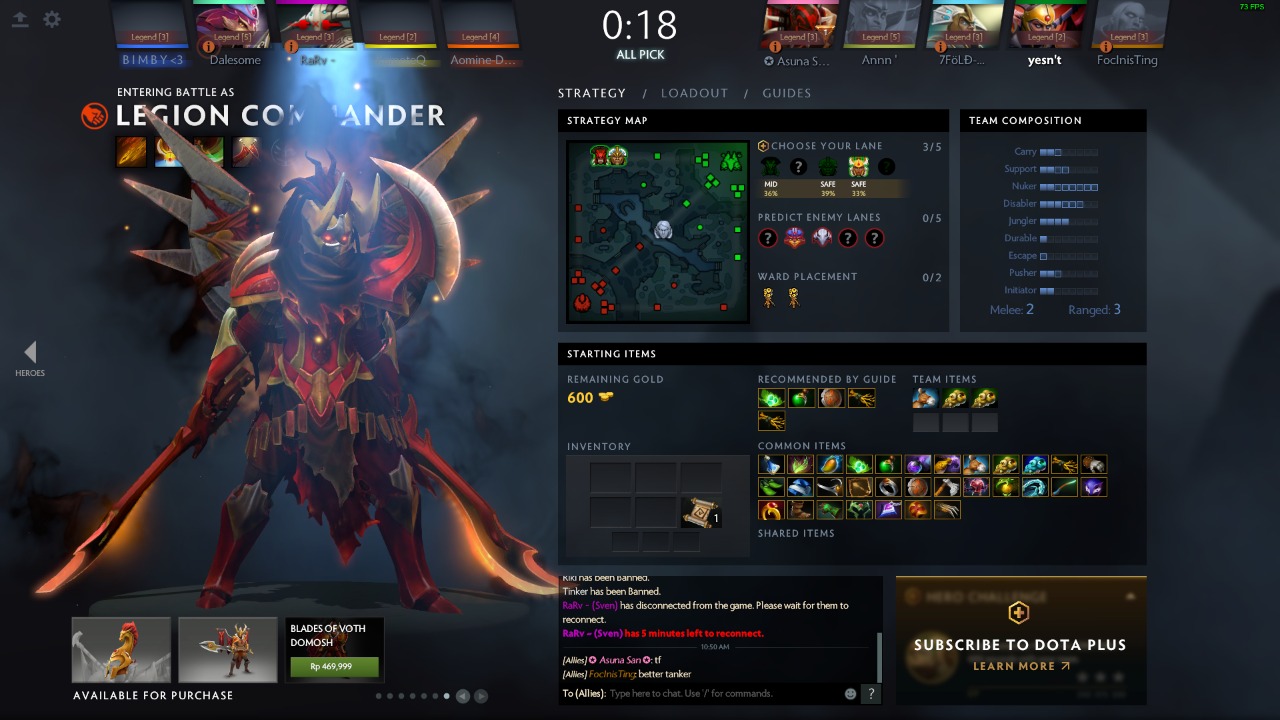 73 FPS
Legend [3]
Legend [5]
Legend [3]
Legend [2]
Legend [4]
0:18
ALL PICK
Legend [3]
Legend [5]
Legend [3]
Legend [2]
Legend [3]
B I M B Y <3
Dalesome
RaRv ~
Aomine-D...
✪ Asuna S...
Annn '
7FöLÐ-...
yesn't
FocInIsTing
ENTERING BATTLE AS
LEGION COMMANDER
STRATEGY / LOADOUT / GUIDES
STRATEGY MAP
TEAM COMPOSITION
CHOOSE YOUR LANE 3/5
MID SAFE SAFE
36% 39% 33%
PREDICT ENEMY LANES 0/5
WARD PLACEMENT 0/2
Carry
Support
Nuker
Disabler
Jungler
Durable
Escape
Pusher
Initiator
Melee: 2 Ranged: 3
HEROES
STARTING ITEMS
REMAINING GOLD
600
RECOMMENDED BY GUIDE
TEAM ITEMS
INVENTORY
1
COMMON ITEMS
SHARED ITEMS
Riki has been Banned.
Tinker has been Banned.
RaRv ~ (Sven) has disconnected from the game. Please wait for them to
reconnect.
RaRv ~ (Sven) has 5 minutes left to reconnect.
10:50 AM
[Allies] ✪ Asuna San ✪: tf
[Allies] FocInIsTing: better tanker
To (Allies): Type here to chat. Use '/' for commands.
?
HERO CHALLENGE
SUBSCRIBE TO DOTA PLUS
LEARN MORE
BLADES OF VOTH
DOMOSH
Rp 469,999
AVAILABLE FOR PURCHASE